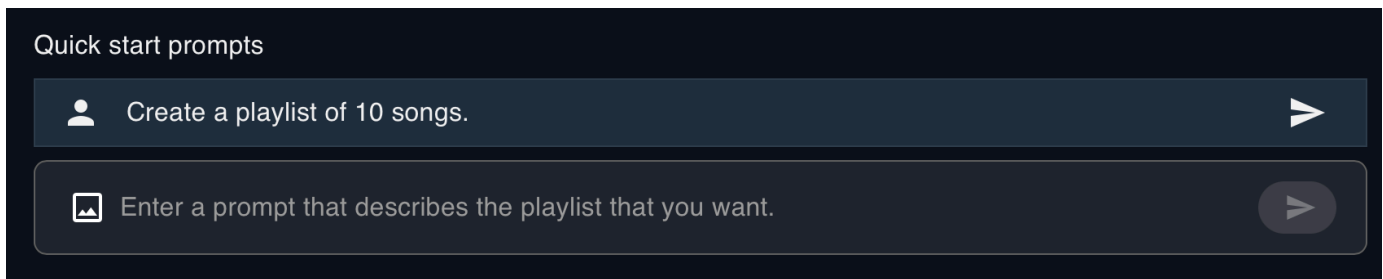 Quick start prompts
Create a playlist of 10 songs.
Enter a prompt that describes the playlist that you want.